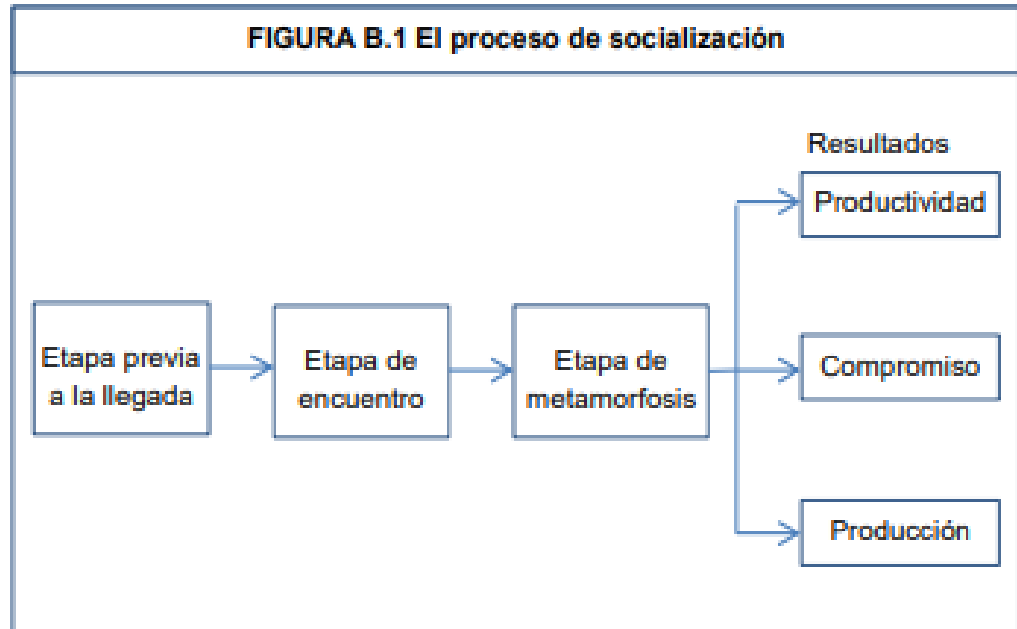 FIGURA B.1 El proceso de socialización
Resultados
Productividad
Etapa previa
a la llegada
Etapa de
encuentro
Etapa de
metamorfosis
Compromiso
Producción